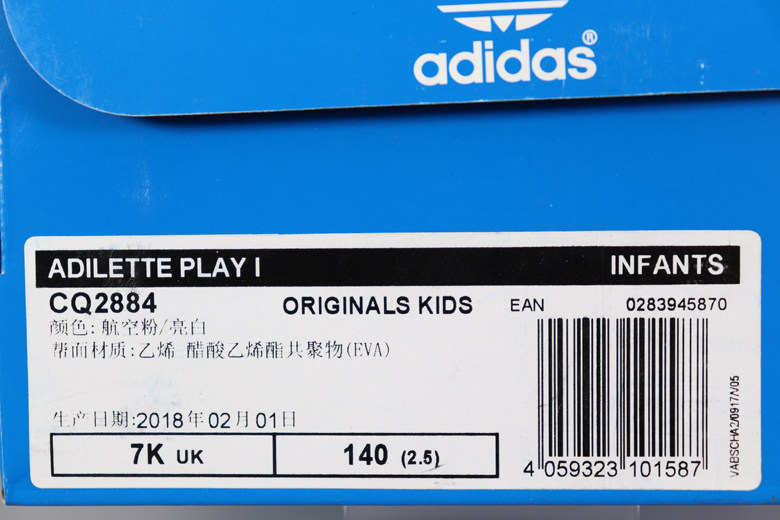 adidas®
ADILETTE PLAY I INFANTS
CQ2884 ORIGINALS KIDS EAN 0283945870
颜色:航空粉/亮白
帮面材质:乙烯 醋酸乙烯酯共聚物(EVA)
生产日期:2018年02月01日
7K UK 140 (2.5)
4 059323 101587
VABSCHA2/0917/V05